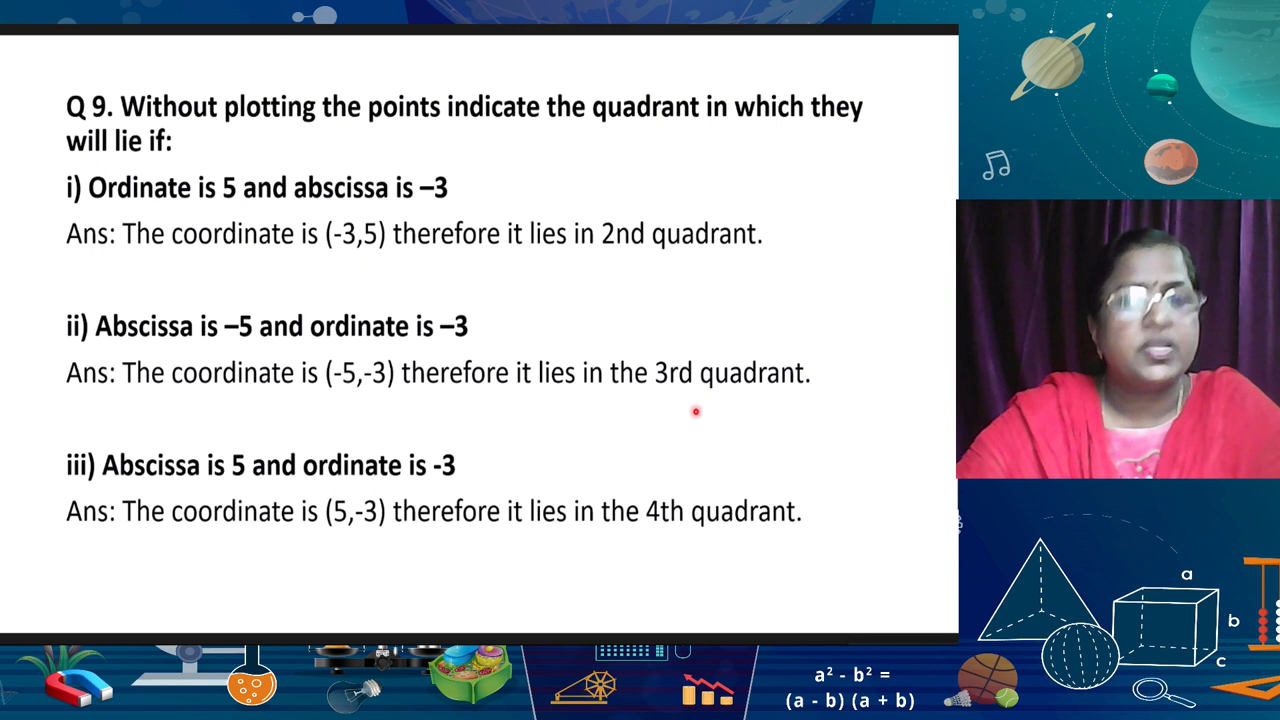 Q 9. Without plotting the points indicate the quadrant in which they
will lie if:
i) Ordinate is 5 and abscissa is –3
Ans: The coordinate is (-3,5) therefore it lies in 2nd quadrant.
ii) Abscissa is –5 and ordinate is –3
Ans: The coordinate is (-5,-3) therefore it lies in the 3rd quadrant.
iii) Abscissa is 5 and ordinate is -3
Ans: The coordinate is (5,-3) therefore it lies in the 4th quadrant.
a
b
c
a² - b² =
(a - b) (a + b)